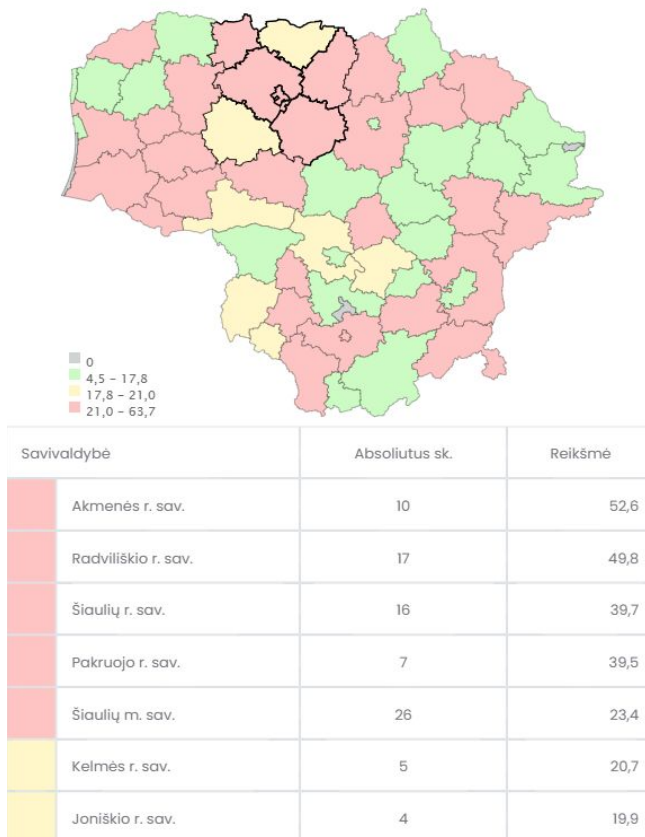 0
4,5 - 17,8
17,8 - 21,0
21,0 - 63,7
Savivaldybė Absoliutus sk. Reikšmė
Akmenės r. sav. 10 52,6
Radviliškio r. sav. 17 49,8
Šiaulių r. sav. 16 39,7
Pakruojo r. sav. 7 39,5
Šiaulių m. sav. 26 23,4
Kelmės r. sav. 5 20,7
Joniškio r. sav. 4 19,9